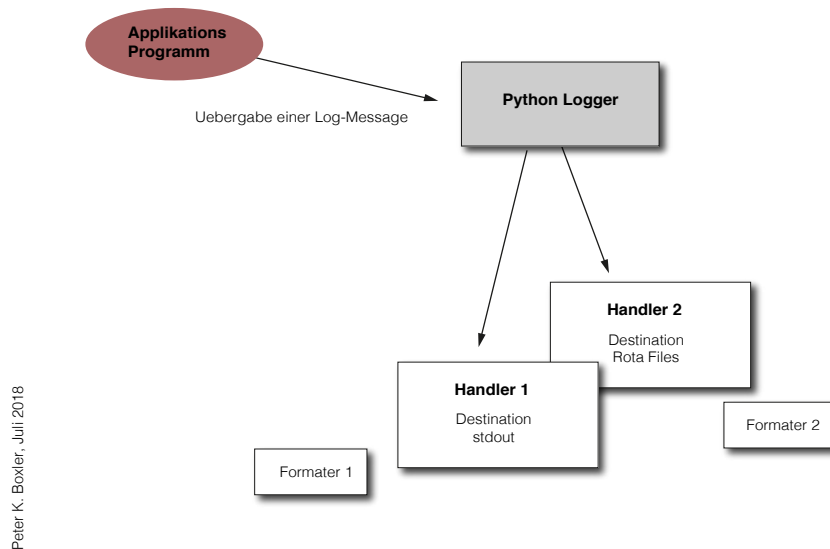 Applikations
Programm
Python Logger
Uebergabe einer Log-Message
Handler 2
Destination
Rota Files
Handler 1
Destination
stdout
Formater 2
Formater 1
Peter K. Boxler, Juli 2018